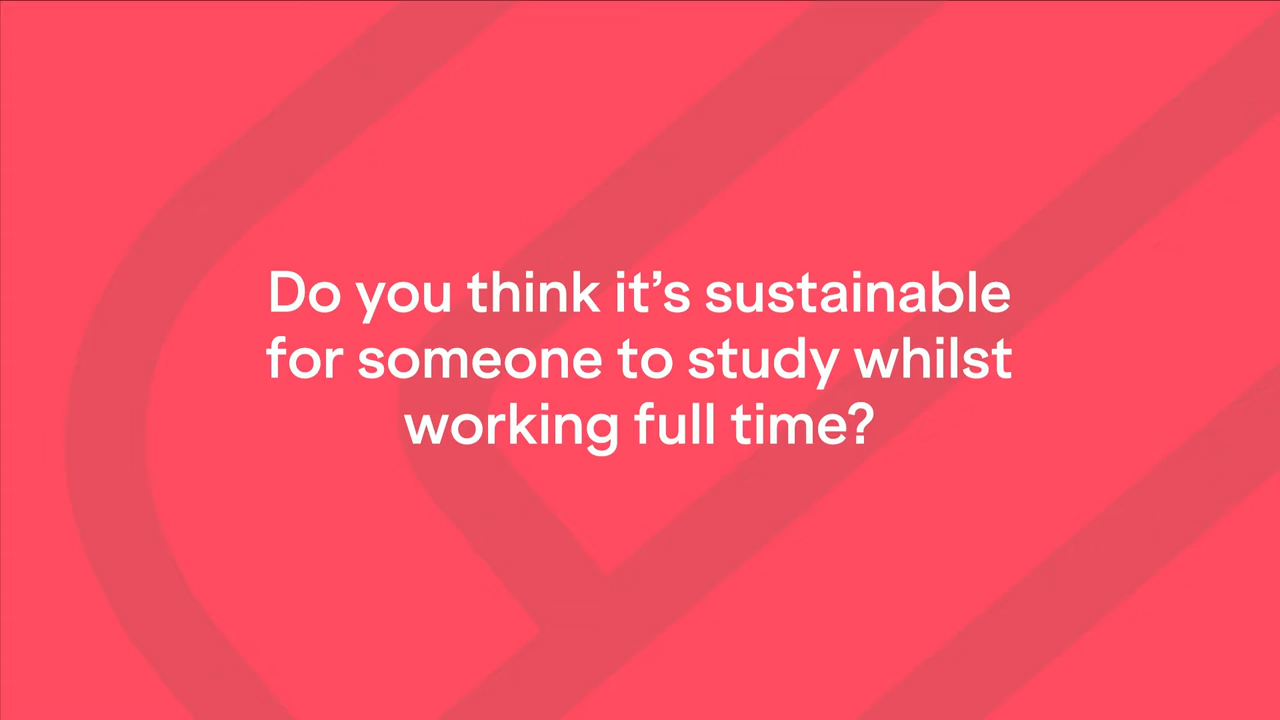 Do you think it’s sustainable
for someone to study whilst
working full time?